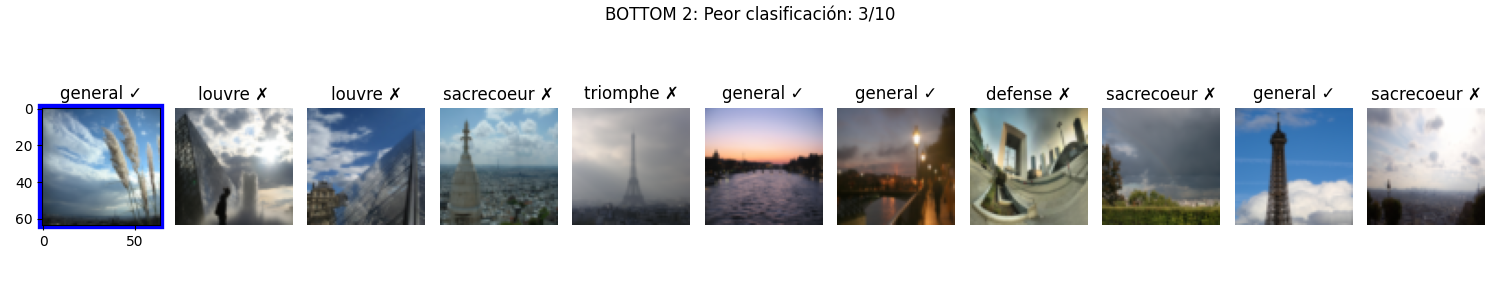 BOTTOM 2: Peor clasificación: 3/10
general ✓ louvre ✗ louvre ✗ sacrecoeur ✗ triomphe ✗ general ✓ general ✓ defense ✗ sacrecoeur ✗ general ✓ sacrecoeur ✗
0
20
40
60
0 50